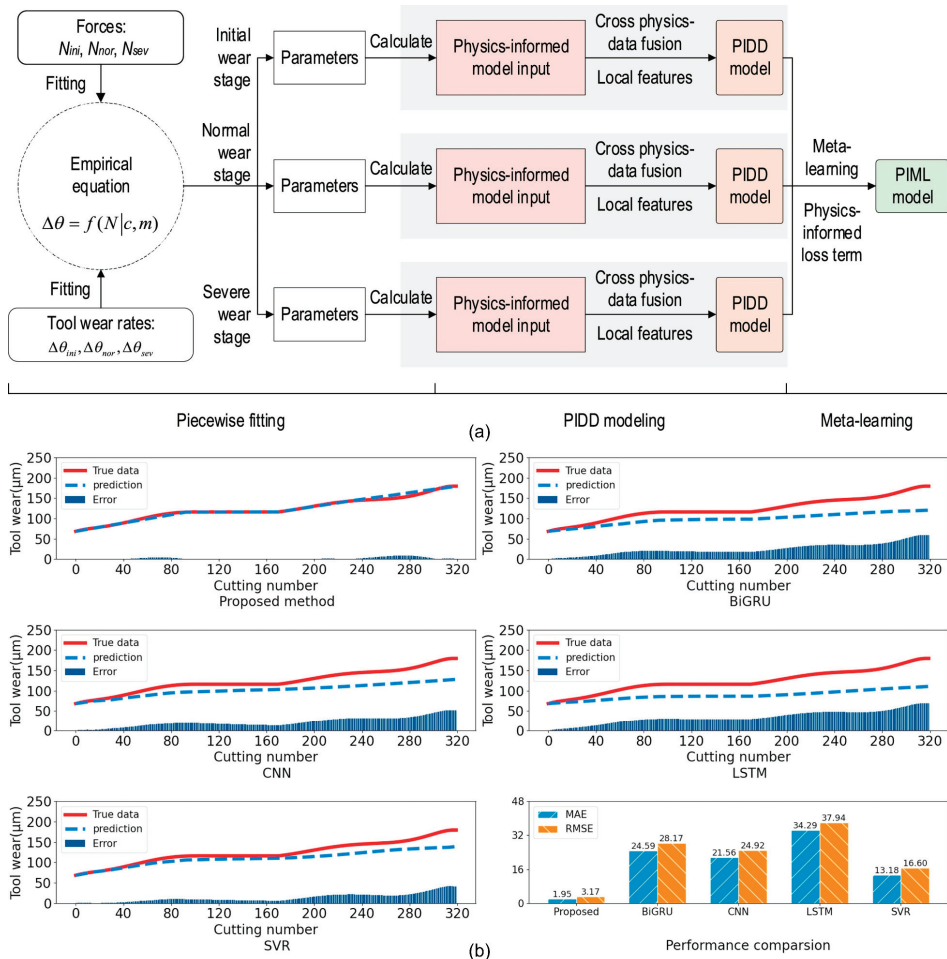 Forces:
Nini, Nnor, Nsev
Fitting
Empirical
equation
Δθ = f(N|c,m)
Fitting
Tool wear rates:
Δθini, Δθnor, Δθsev
Initial
wear
stage
Parameters
Calculate
Physics-informed
model input
Cross physics-
data fusion
Local features
PIDD
model
Normal
wear
stage
Parameters
Calculate
Physics-informed
model input
Cross physics-
data fusion
Local features
PIDD
model
Severe
wear
stage
Parameters
Calculate
Physics-informed
model input
Cross physics-
data fusion
Local features
PIDD
model
Meta-
learning
Physics-
informed
loss term
PIML
model
Piecewise fitting
PIDD modeling
Meta-learning
(a)
Tool wear(μm)
250
200
150
100
50
0
True data
prediction
Error
0 40 80 120 160 200 240 280 320
Cutting number
Proposed method
Tool wear(μm)
250
200
150
100
50
0
True data
prediction
Error
0 40 80 120 160 200 240 280 320
Cutting number
BiGRU
Tool wear(μm)
250
200
150
100
50
0
True data
prediction
Error
0 40 80 120 160 200 240 280 320
Cutting number
CNN
Tool wear(μm)
250
200
150
100
50
0
True data
prediction
Error
0 40 80 120 160 200 240 280 320
Cutting number
LSTM
Tool wear(μm)
250
200
150
100
50
0
True data
prediction
Error
0 40 80 120 160 200 240 280 320
Cutting number
SVR
48
32
16
0
MAE
RMSE
1.95 3.17
24.59 28.17
21.56 24.92
34.29 37.94
13.18 16.60
Proposed BiGRU CNN LSTM SVR
Performance comparsion
(b)